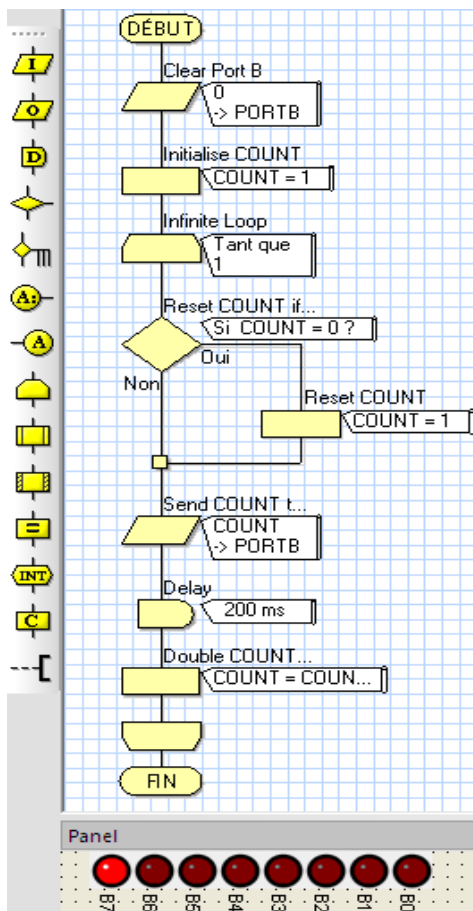 DÉBUT
Clear Port B
0
-> PORTB
Initialise COUNT
COUNT = 1
Infinite Loop
Tant que
1
Reset COUNT if...
Si COUNT = 0 ?
Oui
Non
Reset COUNT
COUNT = 1
Send COUNT t...
COUNT
-> PORTB
Delay
200 ms
Double COUNT...
COUNT = COUN...
FIN
I
O
D
A:
A
=
INT
C
Panel
B7 B6 B5 B4 B3 B2 B1 B0